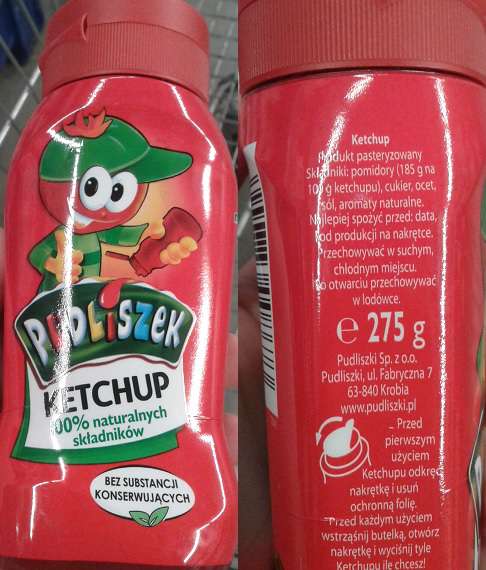 PUDLiSZEK
KETCHUP
100% naturalnych
składników
BEZ SUBSTANCJI
KONSERWUJĄCYCH
Ketchup
Produkt pasteryzowany
Składniki: pomidory (185 g na
100 g ketchupu), cukier, ocet,
sól, aromaty naturalne.
Najlepiej spożyć przed: data,
kod produkcji na nakrętce.
Przechowywać w suchym,
chłodnym miejscu.
Po otwarciu przechowywać
w lodówce.
e 275 g
Pudliszki Sp. z o.o.
Pudliszki, ul. Fabryczna 7
63-840 Krobia
www.pudliszki.pl
- Przed
pierwszym
użyciem
Ketchupu odkręć
nakrętkę i usuń
ochronną folię.
- Przed każdym użyciem
wstrząśnij butelką, otwórz
nakrętkę i wyciśnij tyle
Ketchupu ile chcesz!